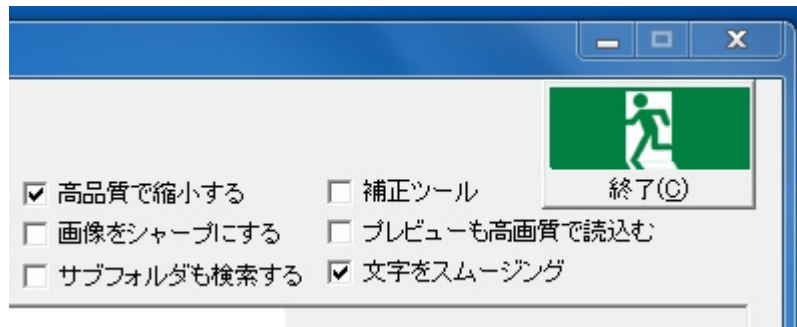 終了(C)
高品質で縮小する
補正ツール
画像をシャープにする
プレビューも高画質で読込む
サブフォルダも検索する
文字をスムージング